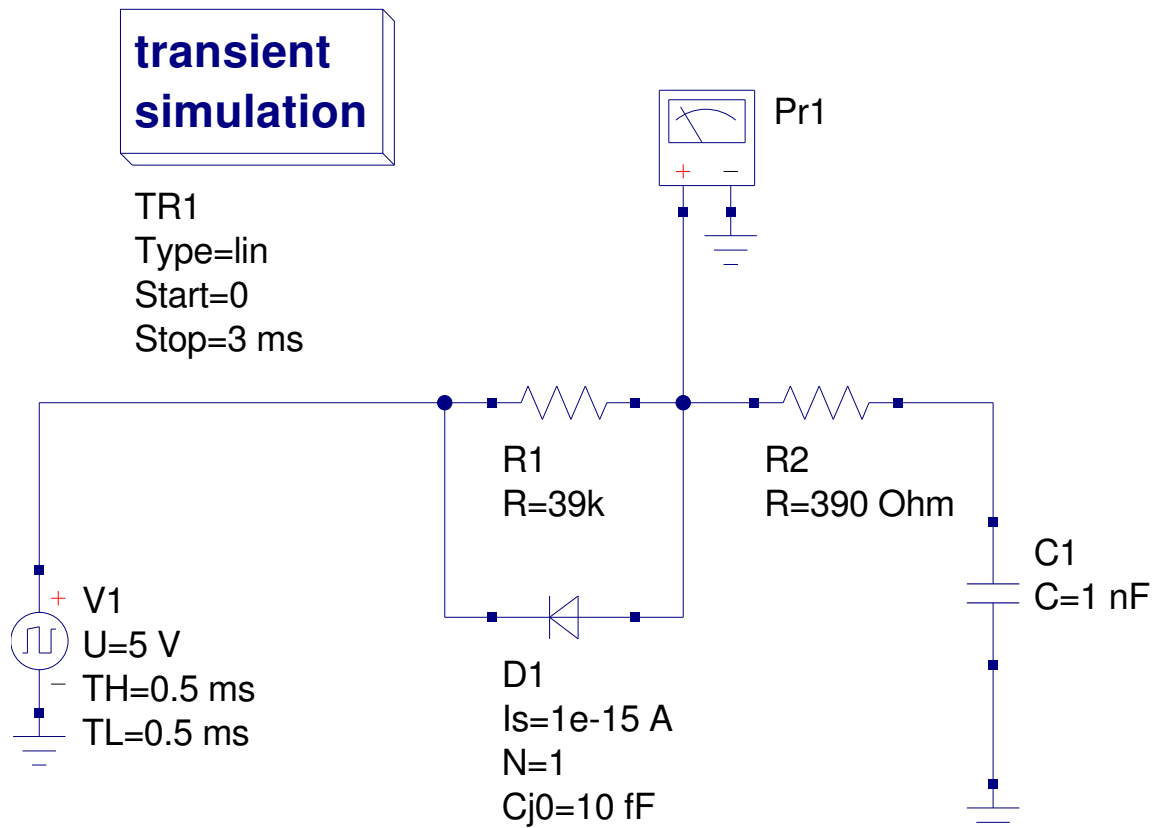 transient
simulation
TR1
Type=lin
Start=0
Stop=3 ms
Pr1
+ −
R1
R=39k
R2
R=390 Ohm
C1
C=1 nF
+ V1
U=5 V
− TH=0.5 ms
TL=0.5 ms
D1
Is=1e-15 A
N=1
Cj0=10 fF